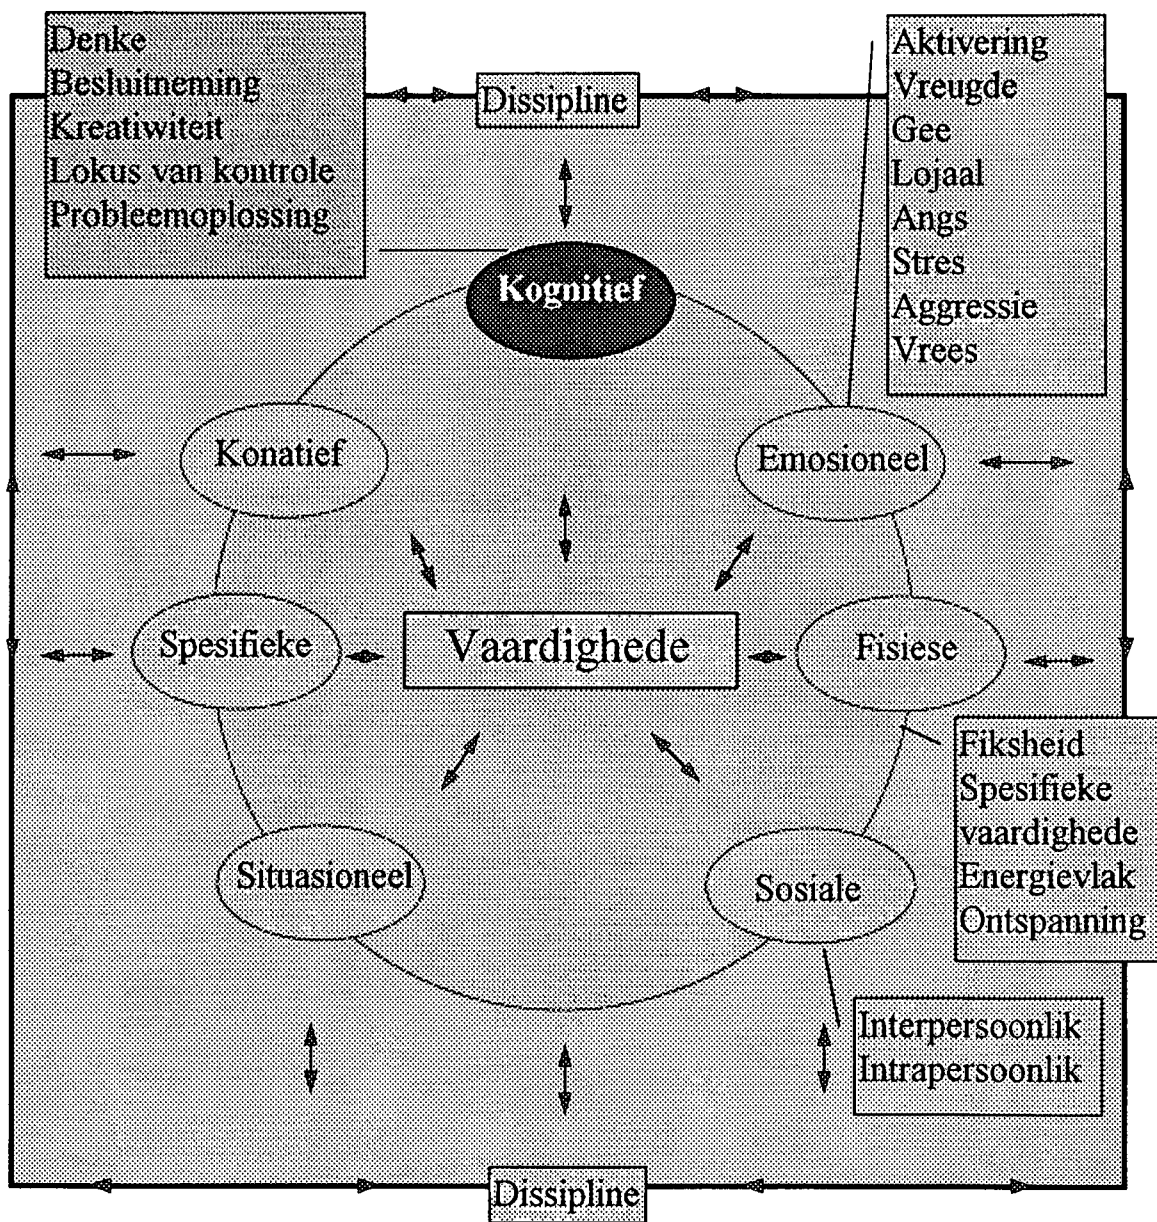 Denke
Besluitneming
Kreatiwiteit
Lokus van kontrole
Probleemoplossing
Dissipline
Aktivering
Vreugde
Gee
Lojaal
Angs
Stres
Aggressie
Vrees
Kognitief
Konatief
Emosioneel
Spesifieke
Vaardighede
Fisiese
Fiksheid
Spesifieke
vaardighede
Energievlak
Ontspanning
Situasioneel
Sosiale
Interpersoonlik
Intrapersoonlik
Dissipline